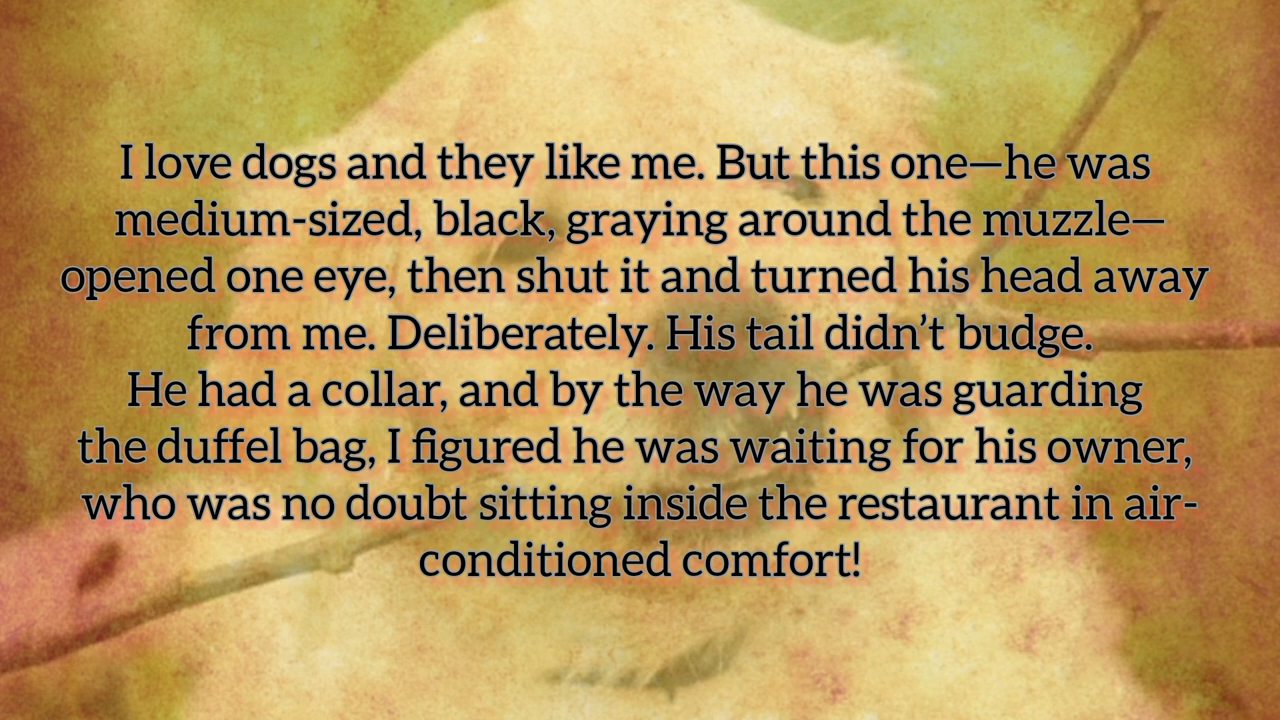 I love dogs and they like me. But this one—he was
medium-sized, black, graying around the muzzle—
opened one eye, then shut it and turned his head away
from me. Deliberately. His tail didn’t budge.
He had a collar, and by the way he was guarding
the duffel bag, I figured he was waiting for his owner,
who was no doubt sitting inside the restaurant in air-
conditioned comfort!